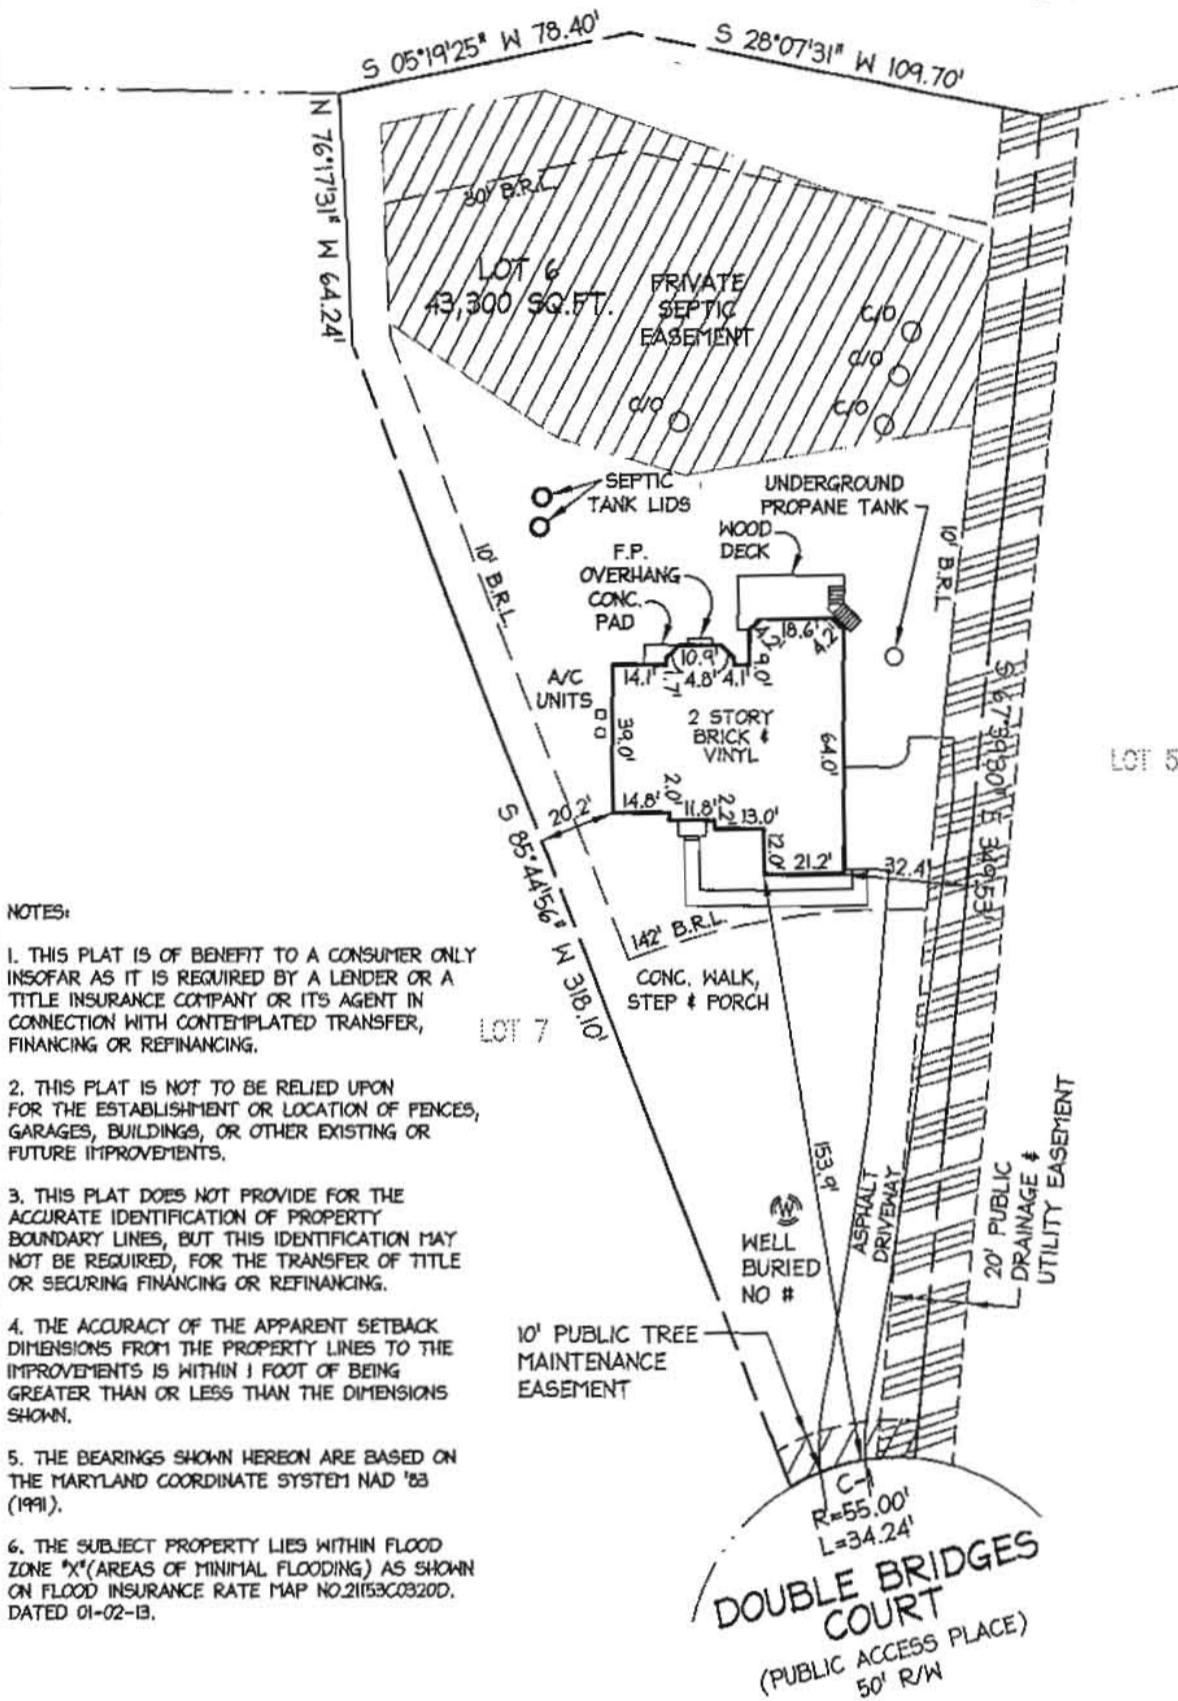 S 05°19'25" W 78.40'
S 28°07'31" W 109.70'
N 76°17'31" W 64.24'
30' B.R.L.
LOT 6
43,300 SQ.FT.
PRIVATE
SEPTIC
EASEMENT
C/O
C/O
C/O
C/O
SEPTIC
TANK LIDS
UNDERGROUND
PROPANE TANK
WOOD
DECK
F.P.
OVERHANG
CONC.
PAD
10' B.R.L.
10' B.R.L.
A/C
UNITS
4.2'
18.6'
4.2'
10.9'
14.1'
1.7'
4.8'
4.1'
9.0'
39.0'
2 STORY
BRICK &
VINYL
64.0'
LOT 5
14.8'
2.0'
11.8'
2.2'
13.0'
12.0'
21.2'
20.2'
32.4'
S 85°44'56" W 318.10'
142' B.R.L.
CONC. WALK,
STEP & PORCH
LOT 7
NOTES:
1. THIS PLAT IS OF BENEFIT TO A CONSUMER ONLY
INSOFAR AS IT IS REQUIRED BY A LENDER OR A
TITLE INSURANCE COMPANY OR ITS AGENT IN
CONNECTION WITH CONTEMPLATED TRANSFER,
FINANCING OR REFINANCING.
2. THIS PLAT IS NOT TO BE RELIED UPON
FOR THE ESTABLISHMENT OR LOCATION OF FENCES,
GARAGES, BUILDINGS, OR OTHER EXISTING OR
FUTURE IMPROVEMENTS.
3. THIS PLAT DOES NOT PROVIDE FOR THE
ACCURATE IDENTIFICATION OF PROPERTY
BOUNDARY LINES, BUT THIS IDENTIFICATION MAY
NOT BE REQUIRED, FOR THE TRANSFER OF TITLE
OR SECURING FINANCING OR REFINANCING.
4. THE ACCURACY OF THE APPARENT SETBACK
DIMENSIONS FROM THE PROPERTY LINES TO THE
IMPROVEMENTS IS WITHIN 1 FOOT OF BEING
GREATER THAN OR LESS THAN THE DIMENSIONS
SHOWN.
5. THE BEARINGS SHOWN HEREON ARE BASED ON
THE MARYLAND COORDINATE SYSTEM NAD '83
(1991).
6. THE SUBJECT PROPERTY LIES WITHIN FLOOD
ZONE "X"(AREAS OF MINIMAL FLOODING) AS SHOWN
ON FLOOD INSURANCE RATE MAP NO.21153C0320D.
DATED 01-02-13.
153.9'
W
WELL
BURIED
NO #
ASPHALT
DRIVEWAY
20' PUBLIC
DRAINAGE &
UTILITY EASEMENT
10' PUBLIC TREE
MAINTENANCE
EASEMENT
C-1
R=55.00'
L=34.24'
DOUBLE BRIDGES
COURT
(PUBLIC ACCESS PLACE)
50' R/W